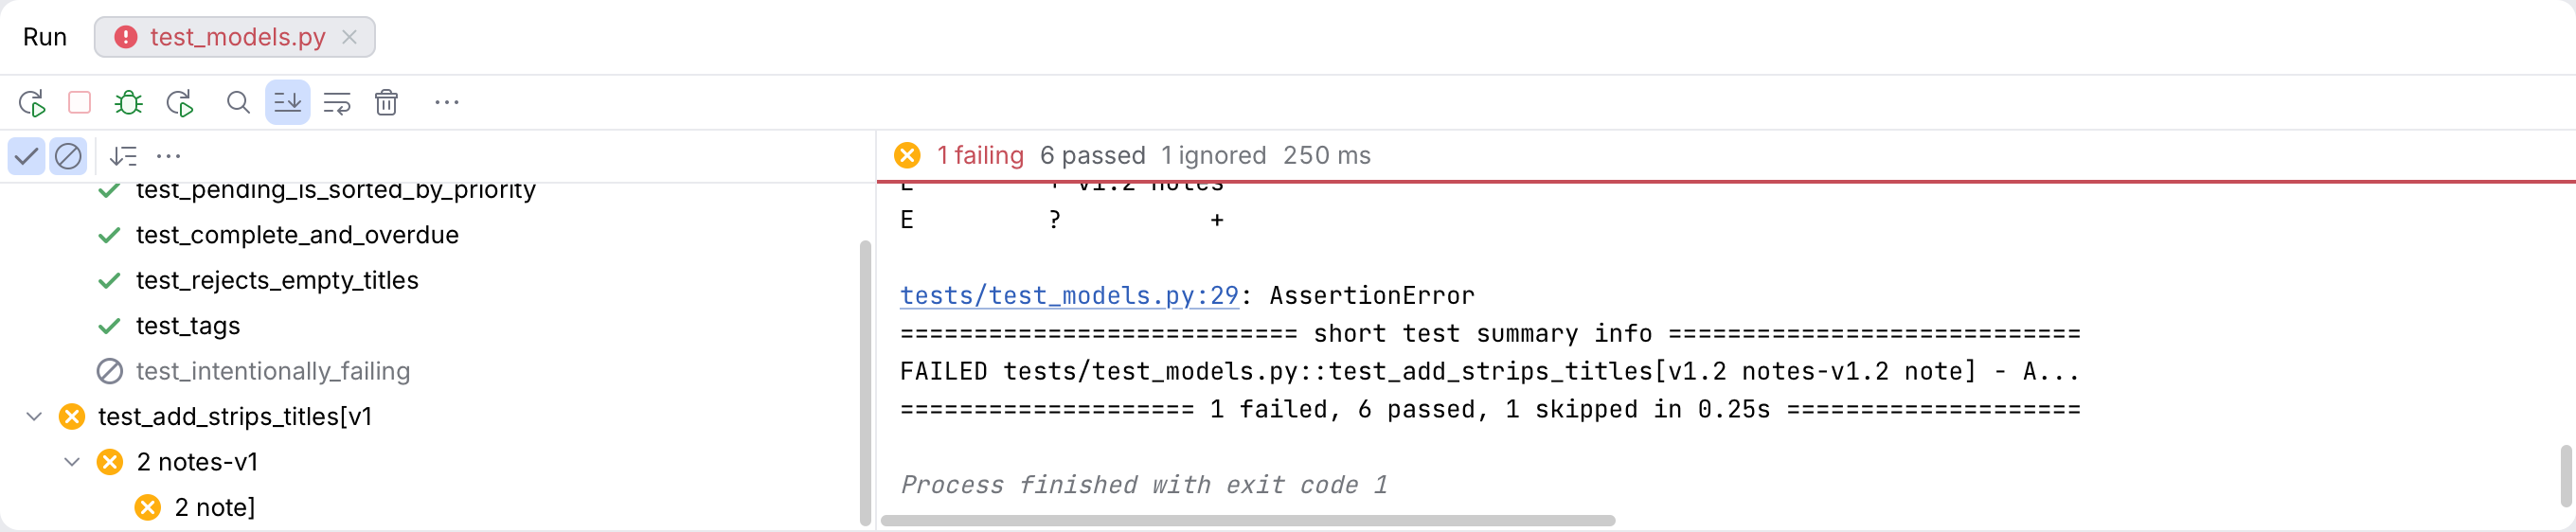 Run test_models.py
1 failing 6 passed 1 ignored 250 ms
test_pending_is_sorted_by_priority
test_complete_and_overdue
test_rejects_empty_titles
test_tags
test_intentionally_failing
test_add_strips_titles[v1
2 notes-v1
2 note]
E + v1.2 notes
E ? +
tests/test_models.py:29: AssertionError
=========================== short test summary info ============================
FAILED tests/test_models.py::test_add_strips_titles[v1.2 notes-v1.2 note] - A...
==================== 1 failed, 6 passed, 1 skipped in 0.25s ====================
Process finished with exit code 1